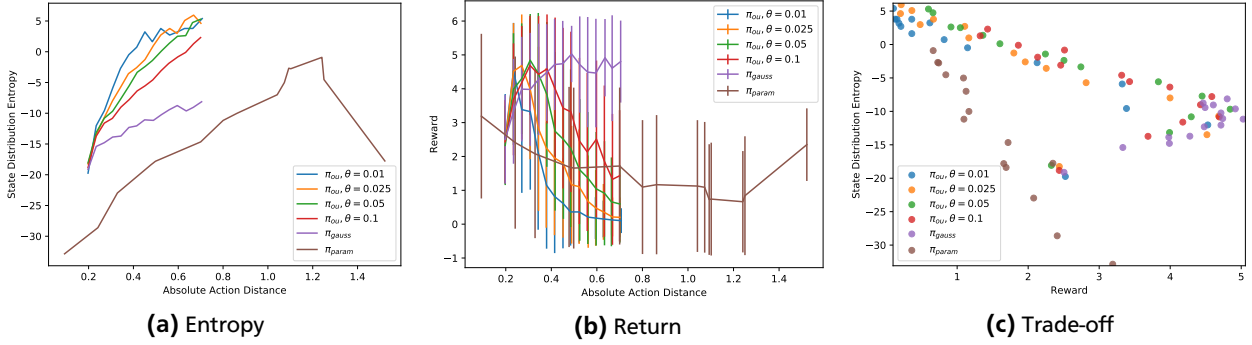 State Distribution Entropy
5
0
−5
−10
−15
−20
−25
−30
0.2 0.4 0.6 0.8 1.0 1.2 1.4
Absolute Action Distance
π_ou, θ = 0.01
π_ou, θ = 0.025
π_ou, θ = 0.05
π_ou, θ = 0.1
π_gauss
π_param
(a) Entropy
Reward
6
5
4
3
2
1
0
−1
0.0 0.2 0.4 0.6 0.8 1.0 1.2 1.4
Absolute Action Distance
π_ou, θ = 0.01
π_ou, θ = 0.025
π_ou, θ = 0.05
π_ou, θ = 0.1
π_gauss
π_param
(b) Return
State Distribution Entropy
5
0
−5
−10
−15
−20
−25
−30
1 2 3 4 5
Reward
π_ou, θ = 0.01
π_ou, θ = 0.025
π_ou, θ = 0.05
π_ou, θ = 0.1
π_gauss
π_param
(c) Trade-off